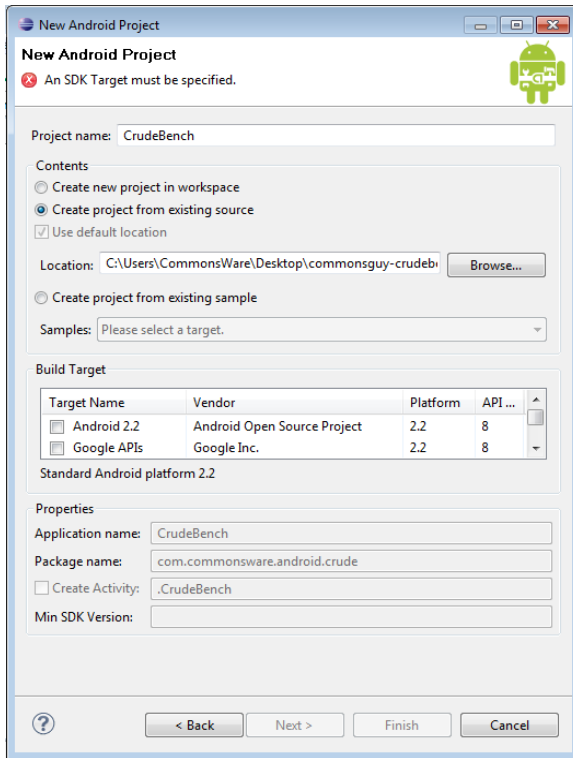 New Android Project
New Android Project
An SDK Target must be specified.
Project name: CrudeBench
Contents
Create new project in workspace
Create project from existing source
Use default location
Location: C:\Users\CommonsWare\Desktop\commonsguy-crudeb Browse...
Create project from existing sample
Samples: Please select a target.
Build Target
Target Name Vendor Platform API ...
Android 2.2 Android Open Source Project 2.2 8
Google APIs Google Inc. 2.2 8
Standard Android platform 2.2
Properties
Application name: CrudeBench
Package name: com.commonsware.android.crude
Create Activity: .CrudeBench
Min SDK Version:
? < Back Next > Finish Cancel